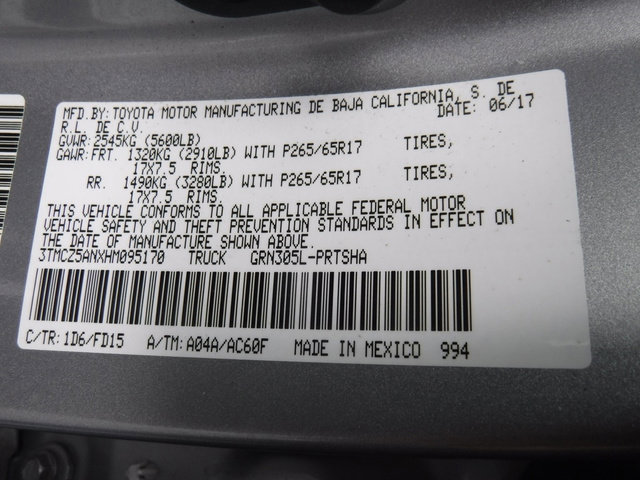 MFD.BY: TOYOTA MOTOR MANUFACTURING DE BAJA CALIFORNIA, S. DE
R.L. DE C.V. DATE: 06/17
GVWR: 2545KG (5600LB)
GAWR: FRT. 1320KG (2910LB) WITH P265/65R17 TIRES,
17X7.5 RIMS.
RR. 1490KG (3280LB) WITH P265/65R17 TIRES,
17X7.5 RIMS.
THIS VEHICLE CONFORMS TO ALL APPLICABLE FEDERAL MOTOR
VEHICLE SAFETY AND THEFT PREVENTION STANDARDS IN EFFECT ON
THE DATE OF MANUFACTURE SHOWN ABOVE.
3TMCZ5ANXHM095170 TRUCK GRN305L-PRTSHA
C/TR: 1D6/FD15 A/TM: A04A/AC60F MADE IN MEXICO 994